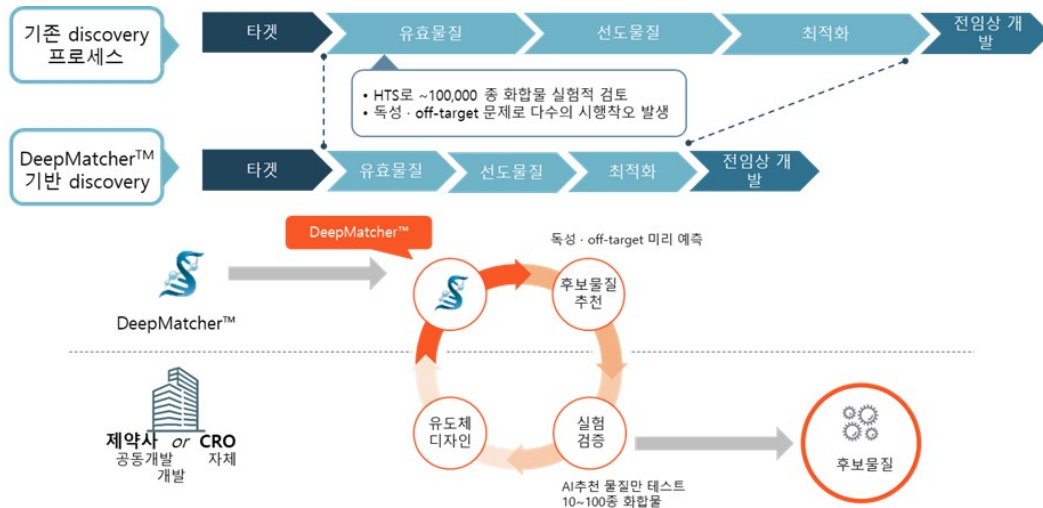 기존 discovery
프로세스
타겟
유효물질
선도물질
최적화
전임상 개
발
• HTS로 ~100,000 종 화합물 실험적 검토
• 독성 · off-target 문제로 다수의 시행착오 발생
DeepMatcher™
기반 discovery
타겟
유효물질
선도물질
최적화
전임상 개
발
DeepMatcher™
독성 · off-target 미리 예측
후보물질
추천
DeepMatcher™
제약사 or CRO
공동개발 자체
개발
유도체
디자인
실험
검증
후보물질
AI추천 물질만 테스트
10~100종 화합물